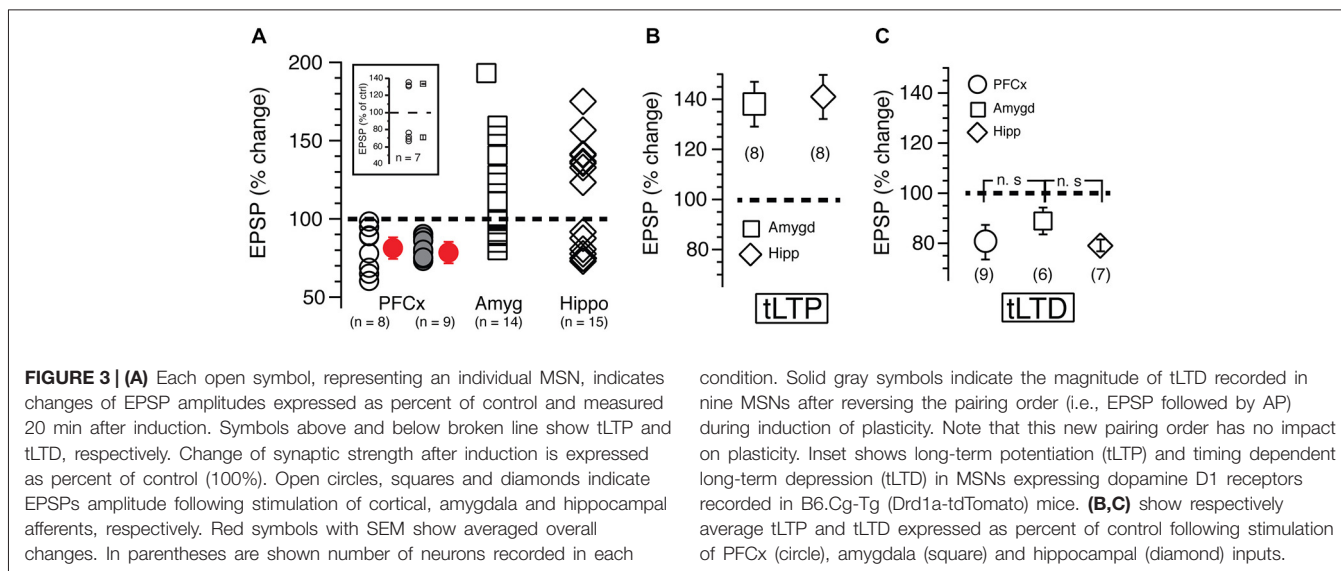 A
B
C
200
150
100
50
EPSP (% change)
140
120
100
80
60
40
EPSP (% of ctrl)
n = 7
PFCx
Amyg
Hippo
(n = 8)
(n = 9)
(n = 14)
(n = 15)
EPSP (% change)
140
120
100
80
(8)
(8)
Amygd
Hipp
tLTP
EPSP (% change)
140
120
100
80
PFCx
Amygd
Hipp
n. s
n. s
(9)
(6)
(7)
tLTD
FIGURE 3 | (A) Each open symbol, representing an individual MSN, indicates
changes of EPSP amplitudes expressed as percent of control and measured
20 min after induction. Symbols above and below broken line show tLTP and
tLTD, respectively. Change of synaptic strength after induction is expressed
as percent of control (100%). Open circles, squares and diamonds indicate
EPSPs amplitude following stimulation of cortical, amygdala and hippocampal
afferents, respectively. Red symbols with SEM show averaged overall
changes. In parentheses are shown number of neurons recorded in each
condition. Solid gray symbols indicate the magnitude of tLTD recorded in
nine MSNs after reversing the pairing order (i.e., EPSP followed by AP)
during induction of plasticity. Note that this new pairing order has no impact
on plasticity. Inset shows long-term potentiation (tLTP) and timing dependent
long-term depression (tLTD) in MSNs expressing dopamine D1 receptors
recorded in B6.Cg-Tg (Drd1a-tdTomato) mice. (B,C) show respectively
average tLTP and tLTD expressed as percent of control following stimulation
of PFCx (circle), amygdala (square) and hippocampal (diamond) inputs.